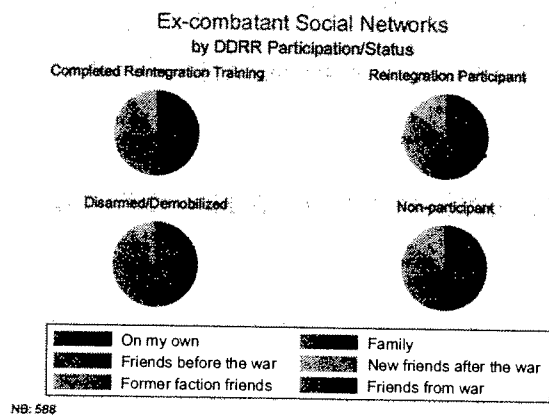 Ex-combatant Social Networks
by DDRR Participation/Status
Completed Reintegration Training
Reintegration Participant
Disarmed/Demobilized
Non-participant
On my own
Family
Friends before the war
New friends after the war
Former faction friends
Friends from war
NB: 588